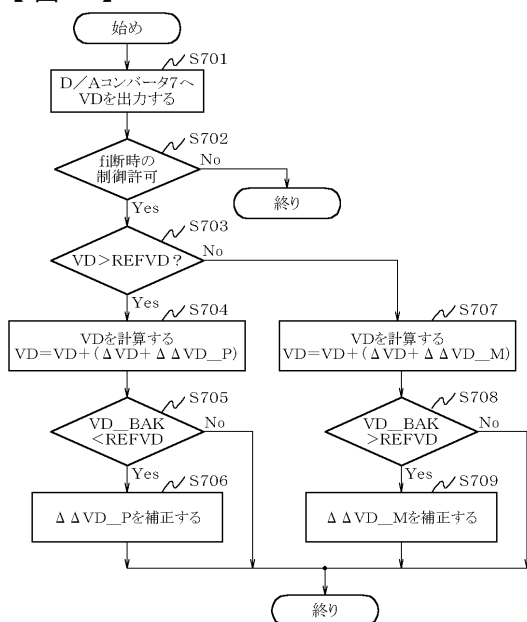 始め
S701
D／Aコンバータ7へ
VDを出力する
S702
fi断時の
制御許可
No
終り
Yes
S703
VD＞REFVD？
No
Yes
S704
VDを計算する
VD＝VD＋（ΔVD＋ΔΔVD＿P）
S707
VDを計算する
VD＝VD＋（ΔVD＋ΔΔVD＿M）
S705
VD＿BAK
＜REFVD
No
Yes
S708
VD＿BAK
＞REFVD
No
Yes
S706
ΔΔVD＿Pを補正する
S709
ΔΔVD＿Mを補正する
終り